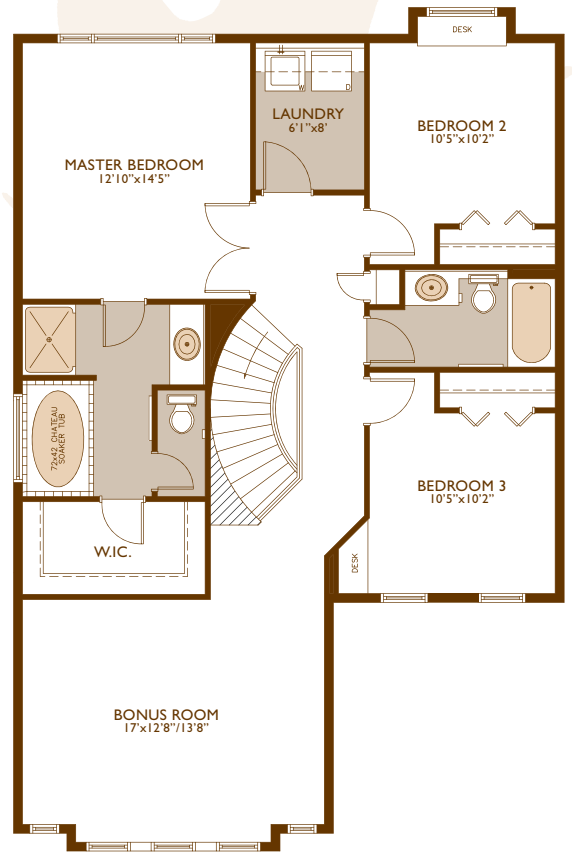 DESK
LAUNDRY
6'1"x8'
W
D
BEDROOM 2
10'5"x10'2"
MASTER BEDROOM
12'10"x14'5"
72x42 CHATEAU
SOAKER TUB
BEDROOM 3
10'5"x10'2"
W.I.C.
DESK
BONUS ROOM
17'x12'8"/13'8"